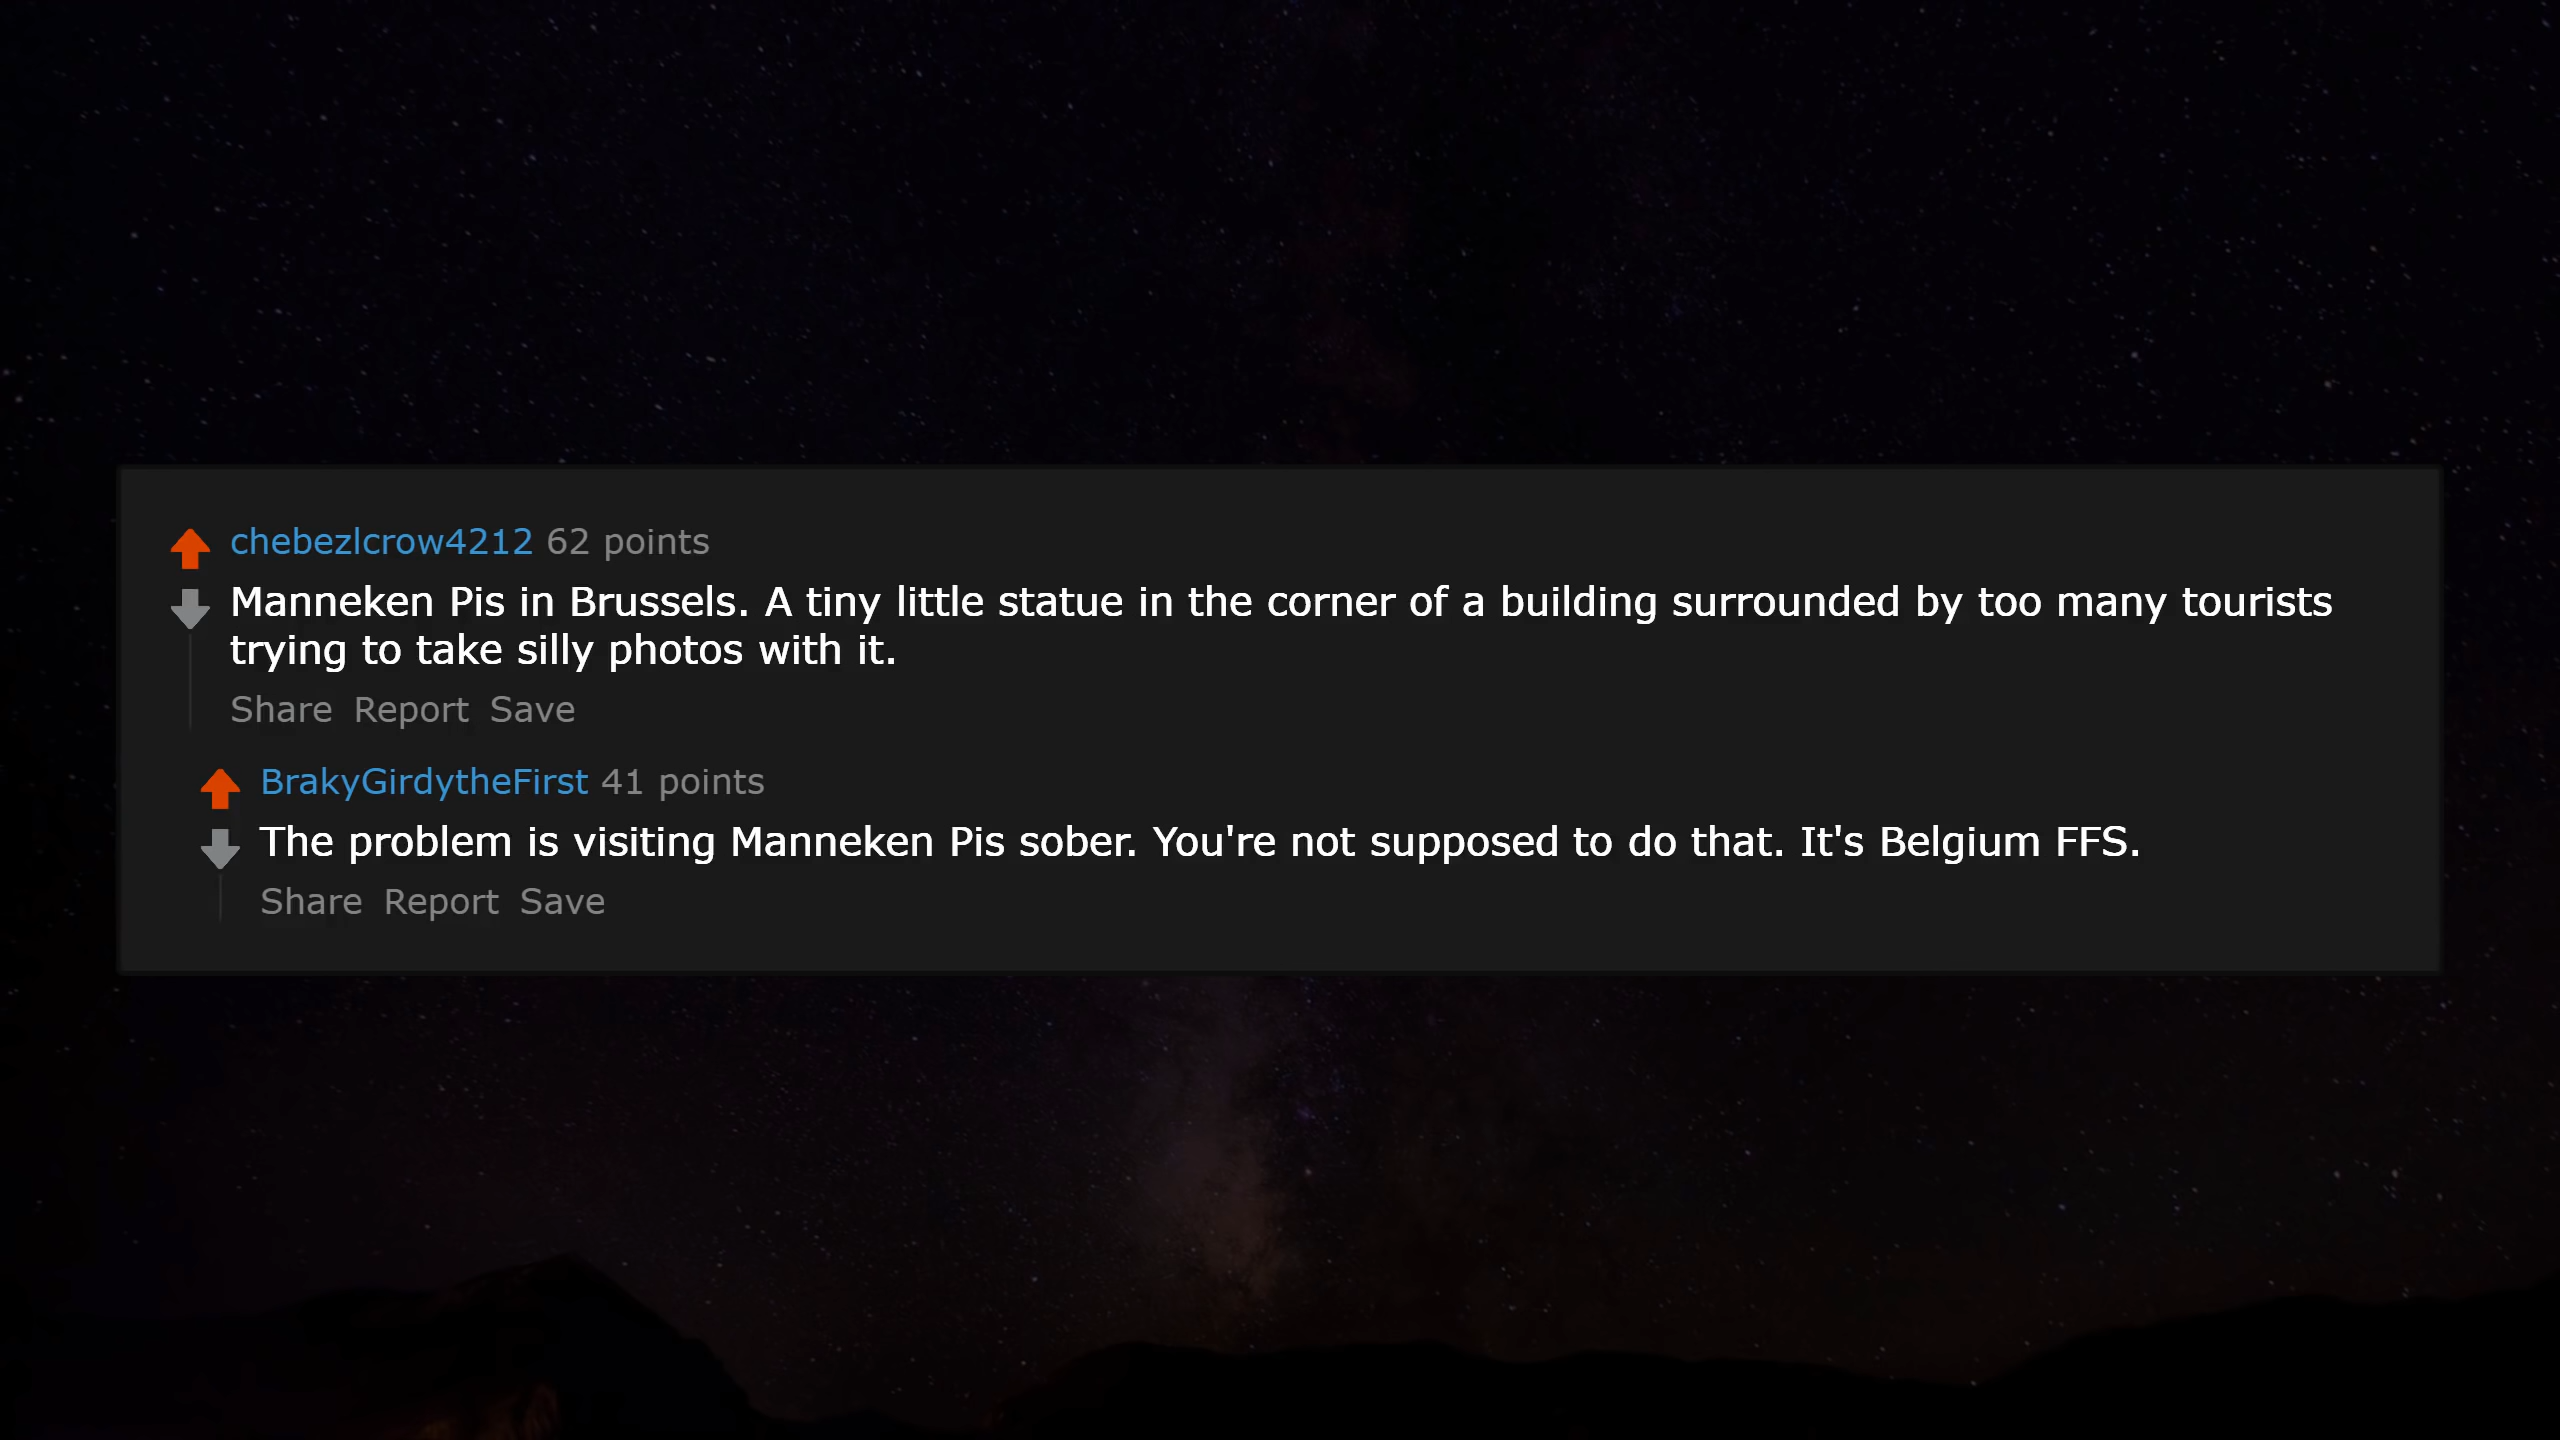 chebezlcrow4212 62 points
Manneken Pis in Brussels. A tiny little statue in the corner of a building surrounded by too many tourists
trying to take silly photos with it.
Share Report Save
BrakyGirdytheFirst 41 points
The problem is visiting Manneken Pis sober. You're not supposed to do that. It's Belgium FFS.
Share Report Save